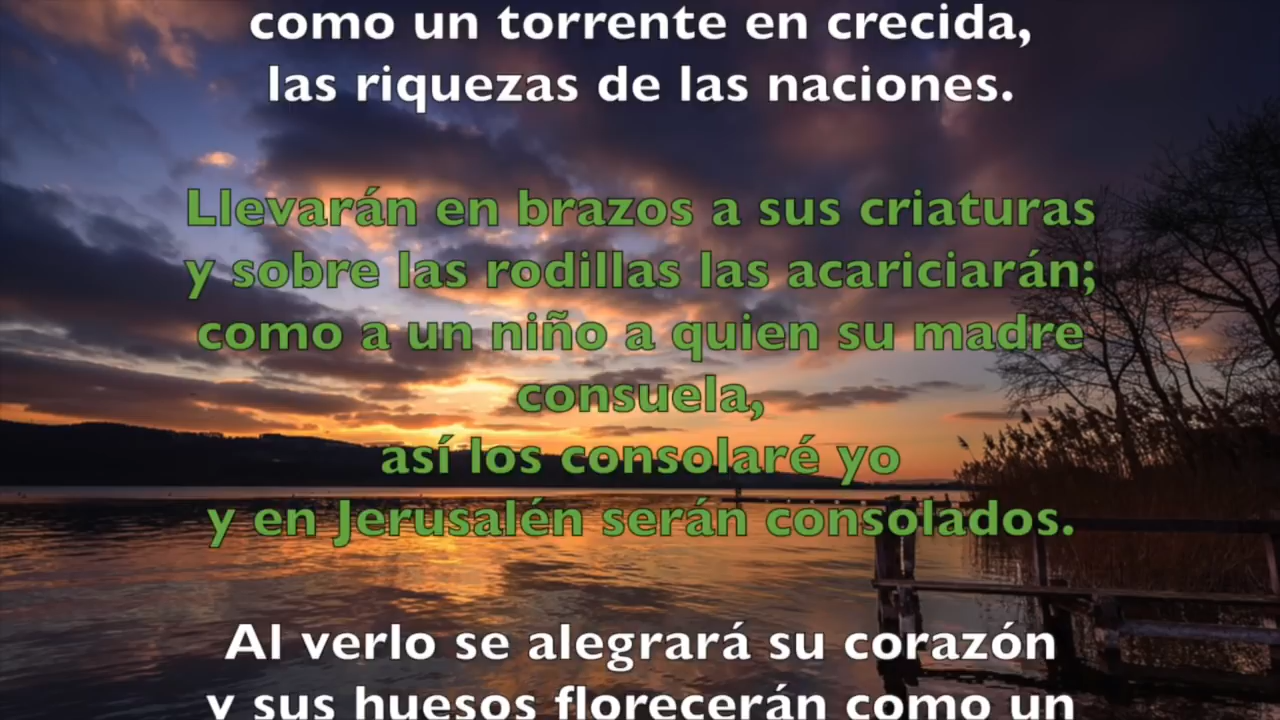 como un torrente en crecida,
las riquezas de las naciones.
Llevarán en brazos a sus criaturas
y sobre las rodillas las acariciarán;
como a un niño a quien su madre
consuela,
así los consolaré yo
y en Jerusalén serán consolados.
Al verlo se alegrará su corazón
y sus huesos florecerán como un